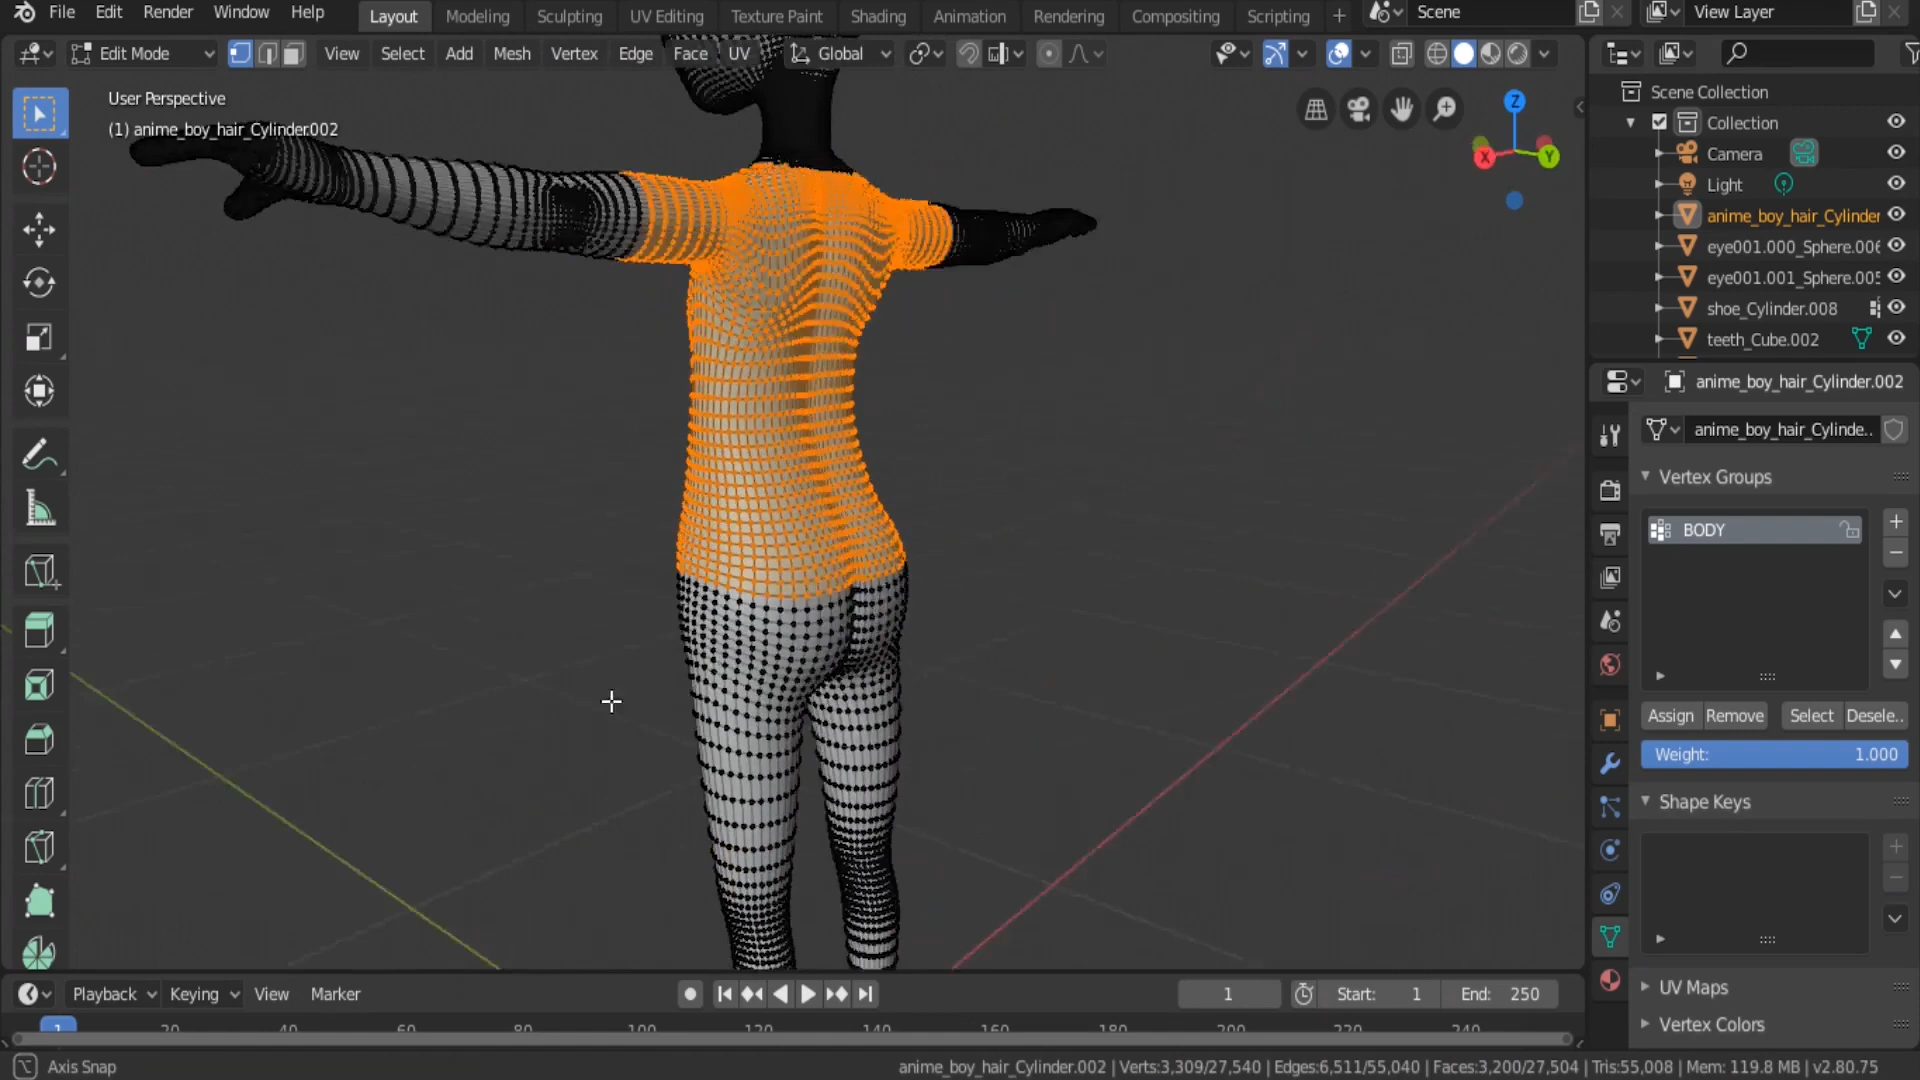 File Edit Render Window Help Layout Modeling Sculpting UV Editing Texture Paint Shading Animation Rendering Compositing Scripting + Scene View Layer
Edit Mode View Select Add Mesh Vertex Edge Face UV Global
User Perspective
(1) anime_boy_hair_Cylinder.002
Z
X
Y
Scene Collection
Collection
Camera
Light
anime_boy_hair_Cylinder
eye001.000_Sphere.006
eye001.001_Sphere.005
shoe_Cylinder.008
teeth_Cube.002
anime_boy_hair_Cylinder.002
anime_boy_hair_Cylinde..
Vertex Groups
BODY
Assign Remove Select Desele..
Weight: 1.000
Shape Keys
UV Maps
Vertex Colors
Playback Keying View Marker 1 Start: 1 End: 250
1 20 40 60 80 100 120 140 160 180 200 220 240
Axis Snap anime_boy_hair_Cylinder.002 | Verts:3,309/27,540 | Edges:6,511/55,040 | Faces:3,200/27,504 | Tris:55,008 | Mem: 119.8 MB | v2.80.75